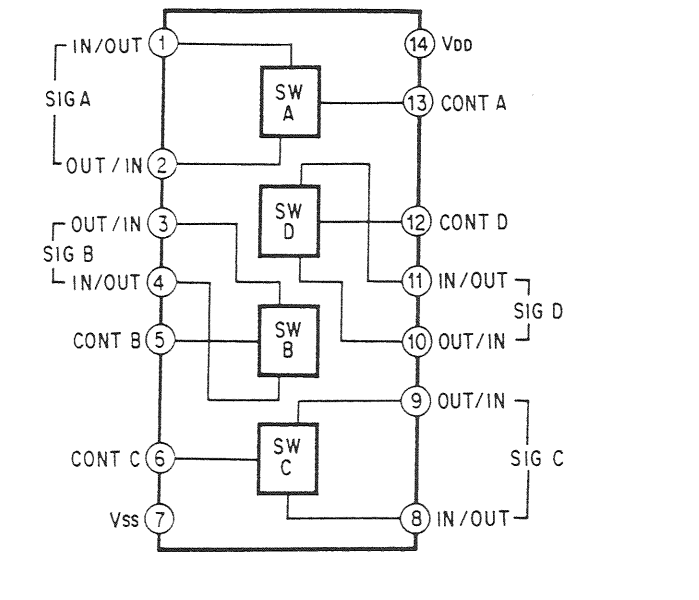 IN/OUT 1
14 VDD
SIG A
SW
A
13 CONT A
OUT/IN 2
OUT/IN 3
SW
D
12 CONT D
SIG B
IN/OUT 4
11 IN/OUT
SIG D
CONT B 5
SW
B
10 OUT/IN
9 OUT/IN
CONT C 6
SW
C
SIG C
VSS 7
8 IN/OUT